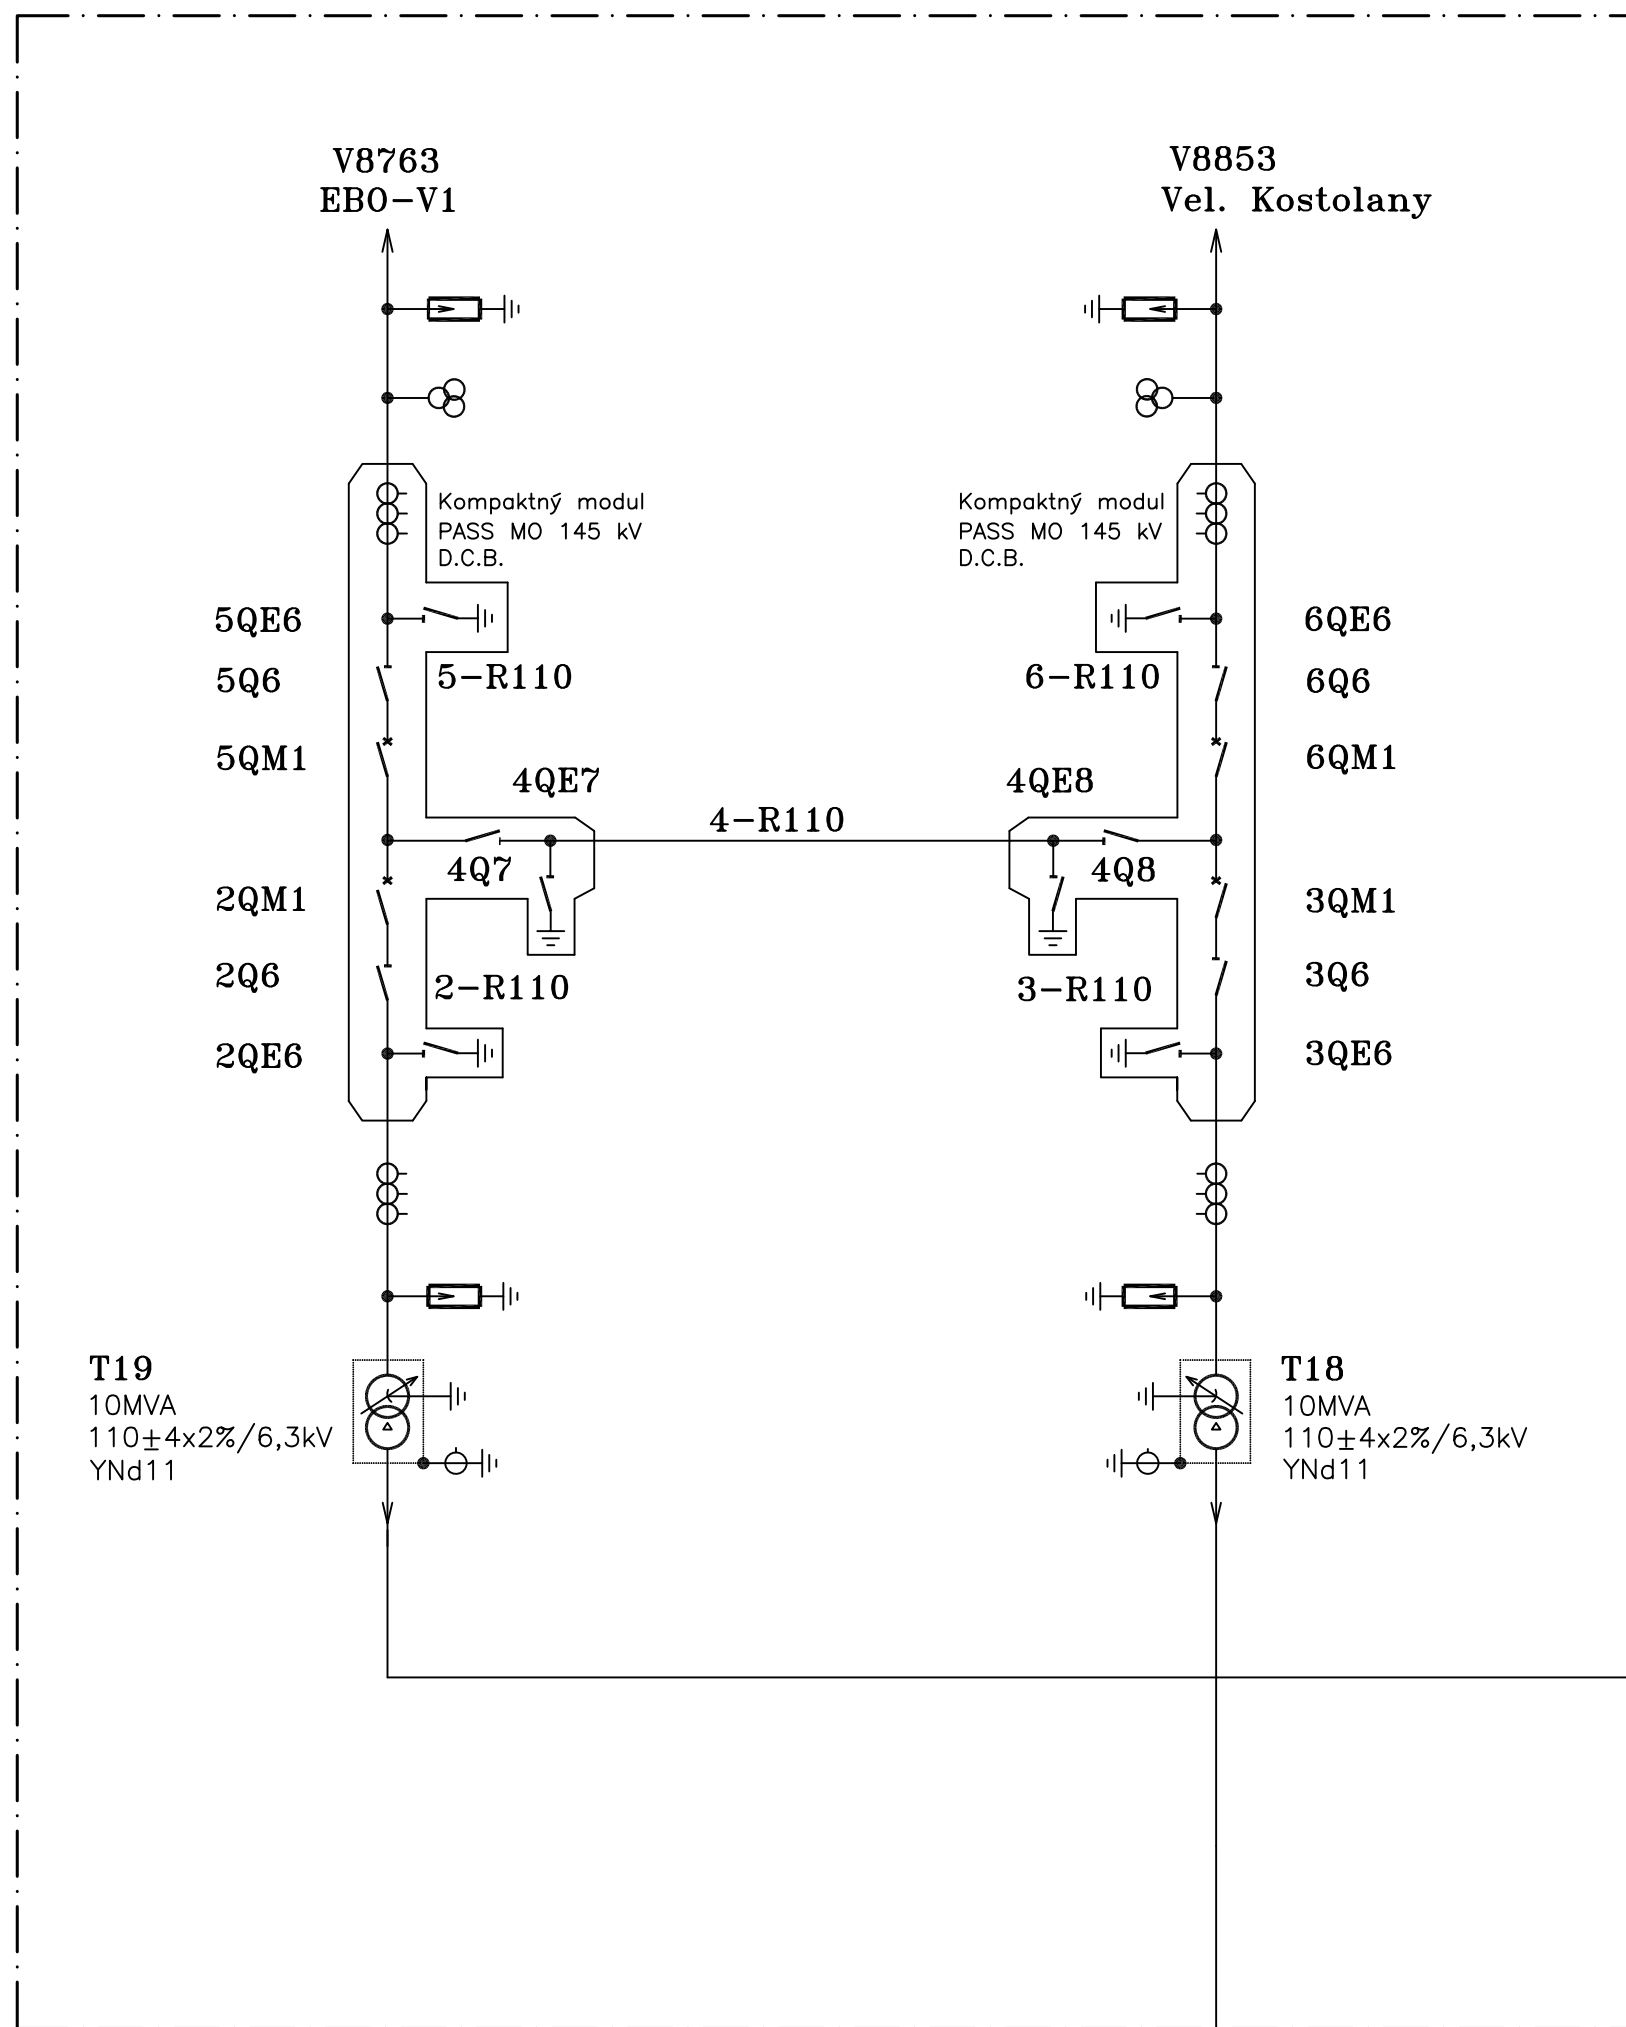 V8763
EBO-V1
V8853
Vel. Kostolany
Kompaktný modul
PASS MO 145 kV
D.C.B.
Kompaktný modul
PASS MO 145 kV
D.C.B.
5QE6
6QE6
5Q6
5-R110
6-R110
6Q6
5QM1
6QM1
4QE7
4QE8
4-R110
4Q7
4Q8
2QM1
3QM1
2Q6
2-R110
3-R110
3Q6
2QE6
3QE6
T19
10MVA
110±4x2%/6,3kV
YNd11
T18
10MVA
110±4x2%/6,3kV
YNd11